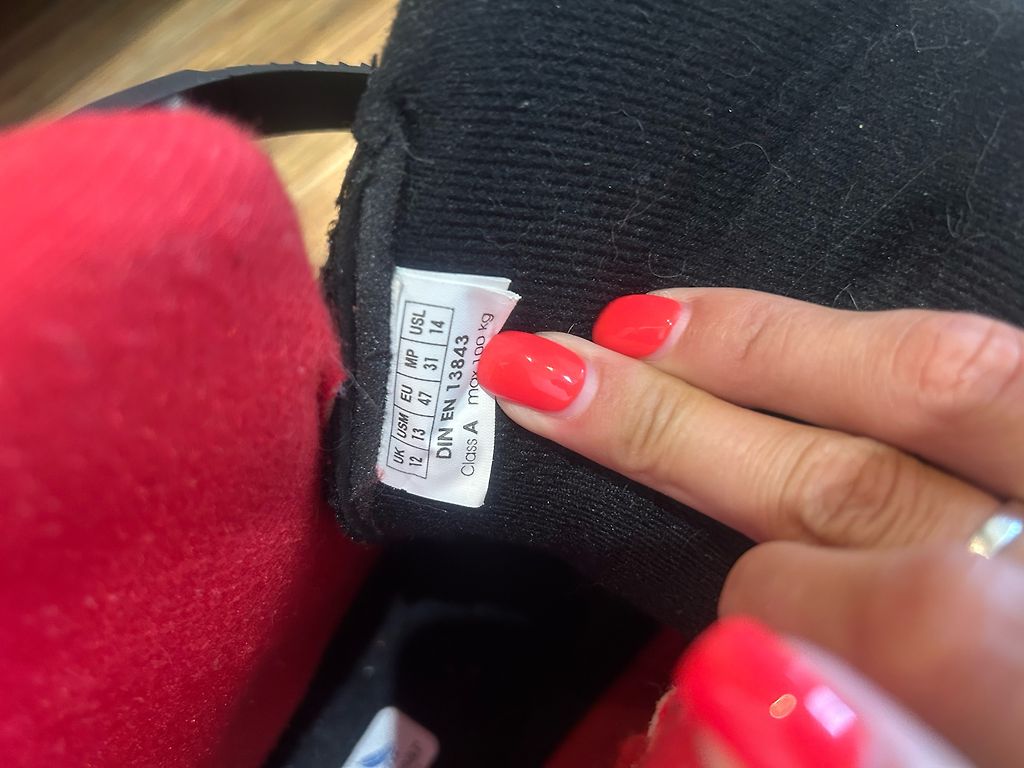 UK USM EU MP USL
12 13 47 31 14
DIN EN 13843
Class A max 100 kg